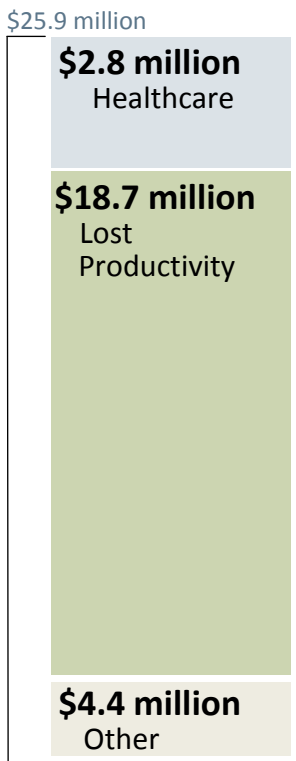 $25.9 million
$2.8 million
Healthcare
$18.7 million
Lost
Productivity
$4.4 million
Other